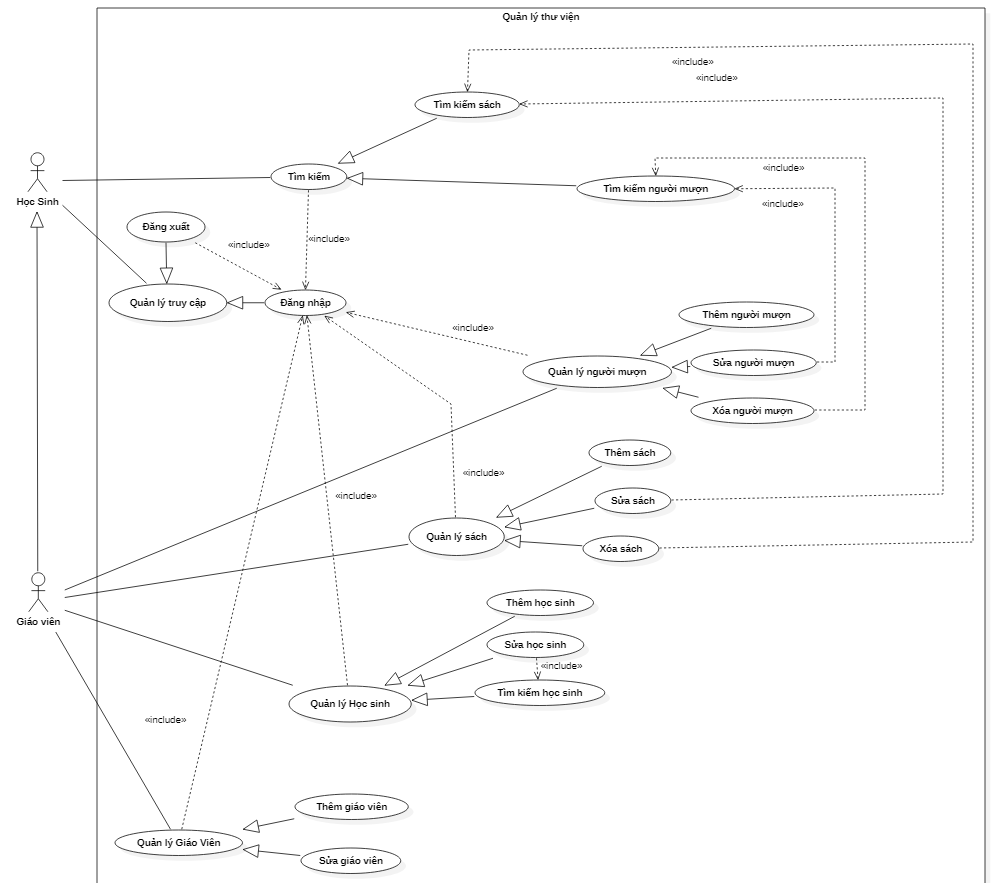 Quản lý thư viện
«include»
«include»
Tìm kiếm sách
«include»
Tìm kiếm
Tìm kiếm người mượn
Học Sinh
«include»
Đăng xuất
«include»
«include»
Quản lý truy cập
Đăng nhập
Thêm người mượn
«include»
Sửa người mượn
Quản lý người mượn
Xóa người mượn
Thêm sách
«include»
«include»
Sửa sách
Quản lý sách
Xóa sách
Thêm học sinh
Giáo viên
Sửa học sinh
«include»
Tìm kiếm học sinh
Quản lý Học sinh
«include»
Thêm giáo viên
Quản lý Giáo Viên
Sửa giáo viên